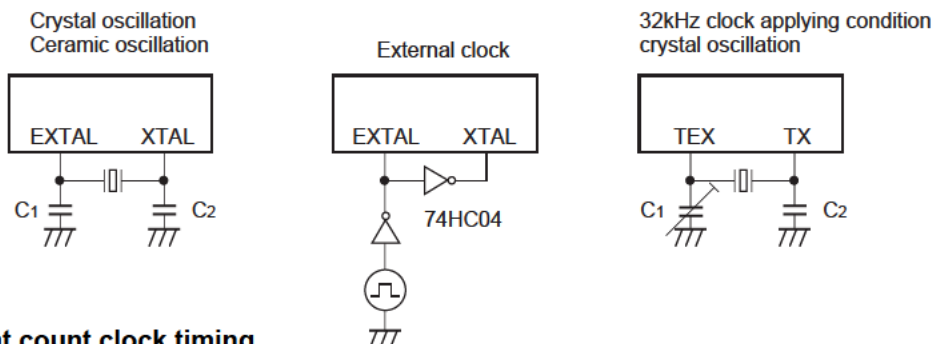 Crystal oscillation
Ceramic oscillation
EXTAL XTAL
C1 C2
External clock
EXTAL XTAL
74HC04
32kHz clock applying condition
crystal oscillation
TEX TX
C1 C2
count clock timing